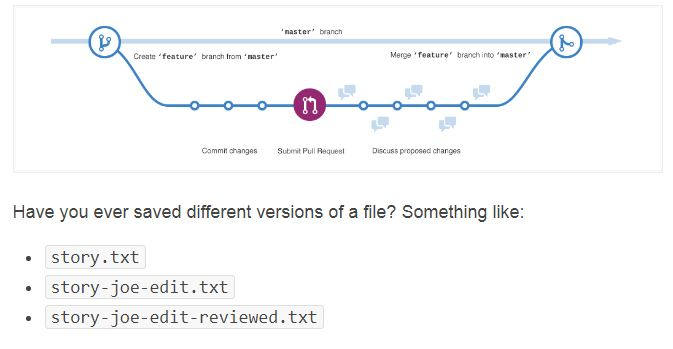 'master' branch
Create 'feature' branch from 'master'
Merge 'feature' branch into 'master'
Commit changes
Submit Pull Request
Discuss proposed changes
Have you ever saved different versions of a file? Something like:
story.txt
story-joe-edit.txt
story-joe-edit-reviewed.txt